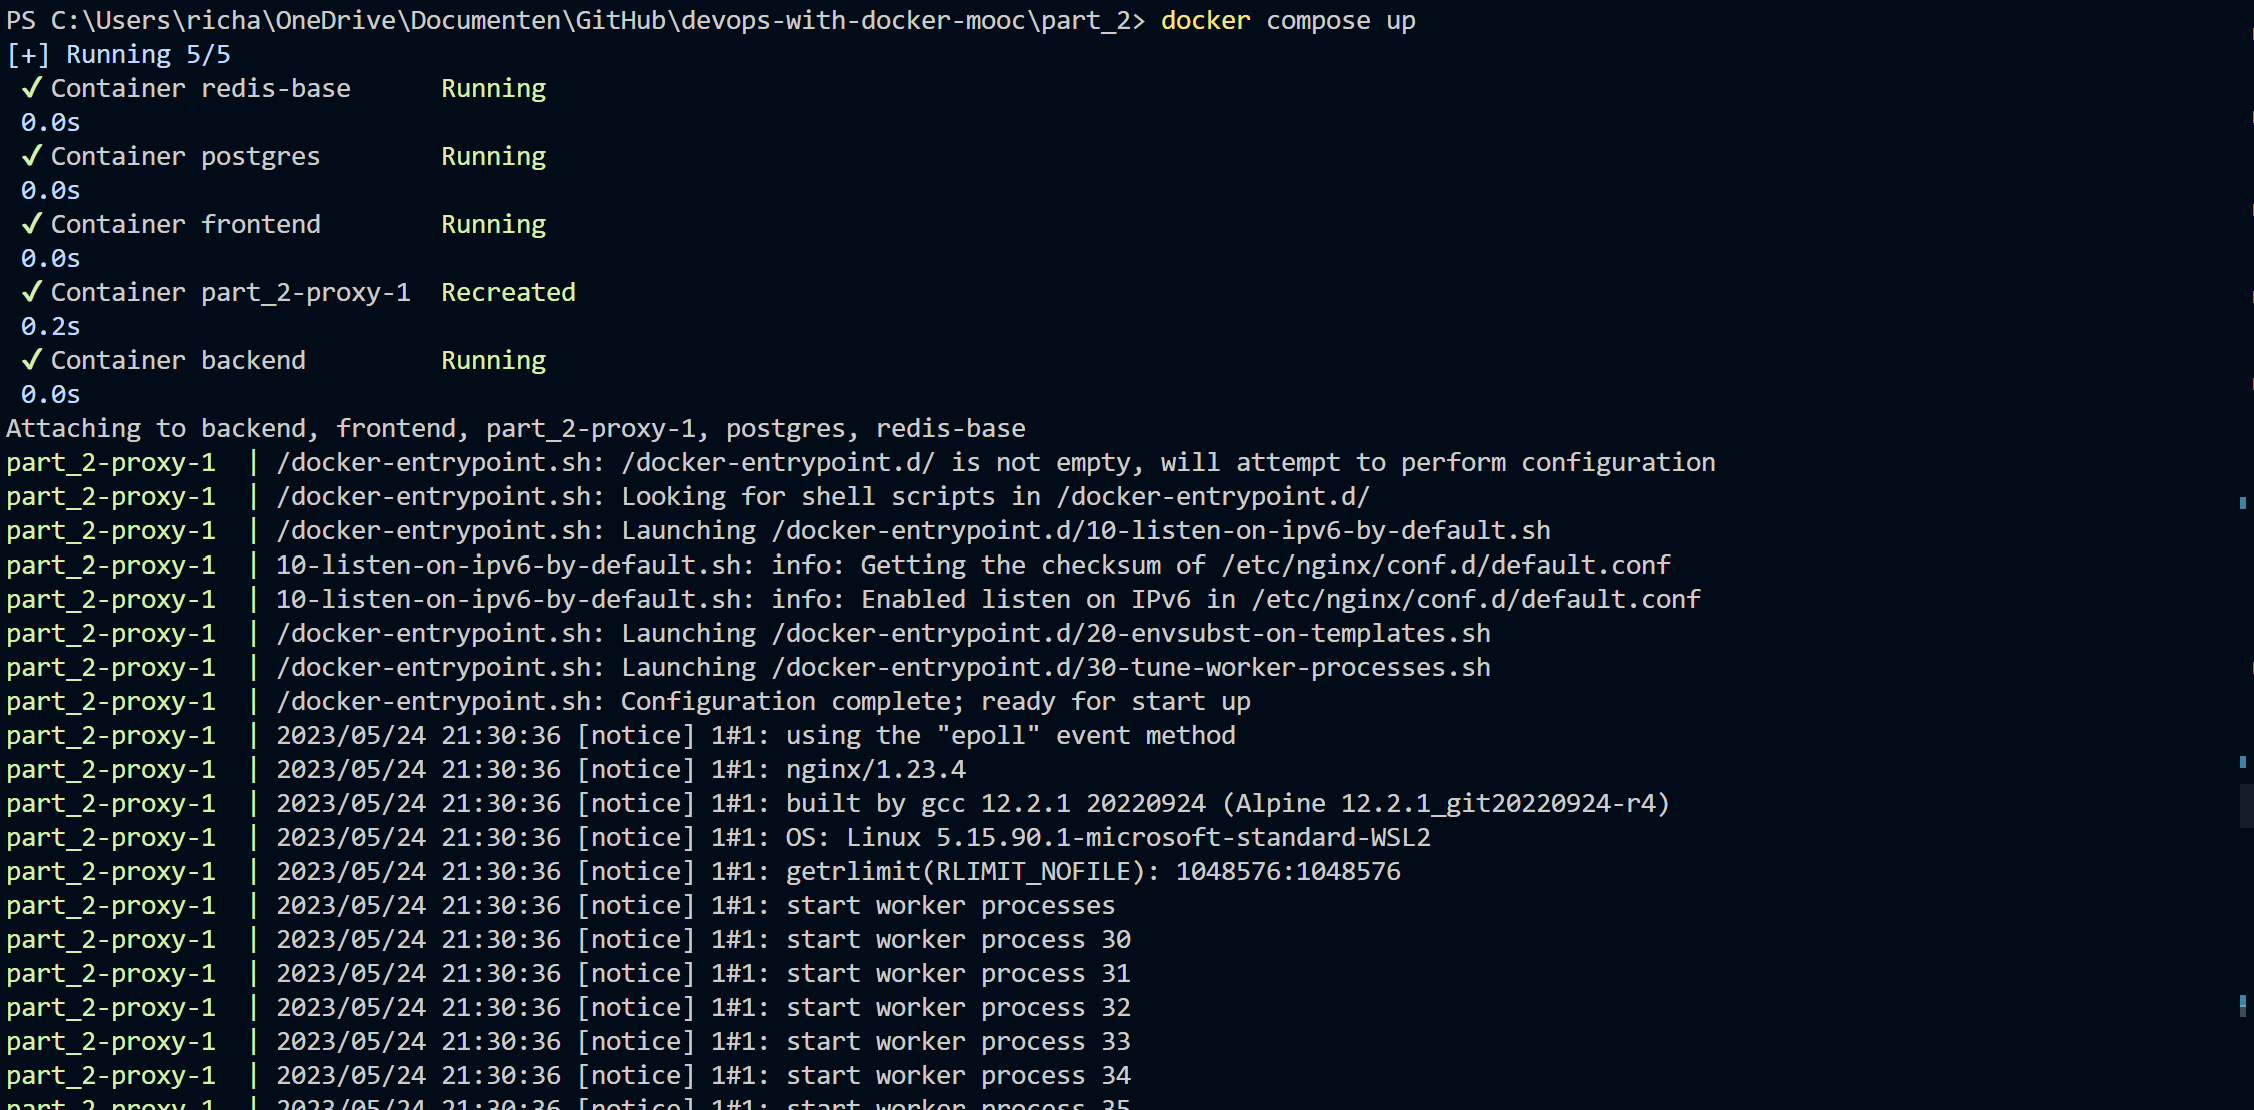 PS C:\Users\richa\OneDrive\Documenten\GitHub\devops-with-docker-mooc\part_2> docker compose up
[+] Running 5/5
 ✓ Container redis-base      Running
 0.0s
 ✓ Container postgres        Running
 0.0s
 ✓ Container frontend        Running
 0.0s
 ✓ Container part_2-proxy-1  Recreated
 0.2s
 ✓ Container backend         Running
 0.0s
Attaching to backend, frontend, part_2-proxy-1, postgres, redis-base
part_2-proxy-1  | /docker-entrypoint.sh: /docker-entrypoint.d/ is not empty, will attempt to perform configuration
part_2-proxy-1  | /docker-entrypoint.sh: Looking for shell scripts in /docker-entrypoint.d/
part_2-proxy-1  | /docker-entrypoint.sh: Launching /docker-entrypoint.d/10-listen-on-ipv6-by-default.sh
part_2-proxy-1  | 10-listen-on-ipv6-by-default.sh: info: Getting the checksum of /etc/nginx/conf.d/default.conf
part_2-proxy-1  | 10-listen-on-ipv6-by-default.sh: info: Enabled listen on IPv6 in /etc/nginx/conf.d/default.conf
part_2-proxy-1  | /docker-entrypoint.sh: Launching /docker-entrypoint.d/20-envsubst-on-templates.sh
part_2-proxy-1  | /docker-entrypoint.sh: Launching /docker-entrypoint.d/30-tune-worker-processes.sh
part_2-proxy-1  | /docker-entrypoint.sh: Configuration complete; ready for start up
part_2-proxy-1  | 2023/05/24 21:30:36 [notice] 1#1: using the "epoll" event method
part_2-proxy-1  | 2023/05/24 21:30:36 [notice] 1#1: nginx/1.23.4
part_2-proxy-1  | 2023/05/24 21:30:36 [notice] 1#1: built by gcc 12.2.1 20220924 (Alpine 12.2.1_git20220924-r4)
part_2-proxy-1  | 2023/05/24 21:30:36 [notice] 1#1: OS: Linux 5.15.90.1-microsoft-standard-WSL2
part_2-proxy-1  | 2023/05/24 21:30:36 [notice] 1#1: getrlimit(RLIMIT_NOFILE): 1048576:1048576
part_2-proxy-1  | 2023/05/24 21:30:36 [notice] 1#1: start worker processes
part_2-proxy-1  | 2023/05/24 21:30:36 [notice] 1#1: start worker process 30
part_2-proxy-1  | 2023/05/24 21:30:36 [notice] 1#1: start worker process 31
part_2-proxy-1  | 2023/05/24 21:30:36 [notice] 1#1: start worker process 32
part_2-proxy-1  | 2023/05/24 21:30:36 [notice] 1#1: start worker process 33
part_2-proxy-1  | 2023/05/24 21:30:36 [notice] 1#1: start worker process 34
part_2-proxy-1  | 2023/05/24 21:30:36 [notice] 1#1: start worker process 35